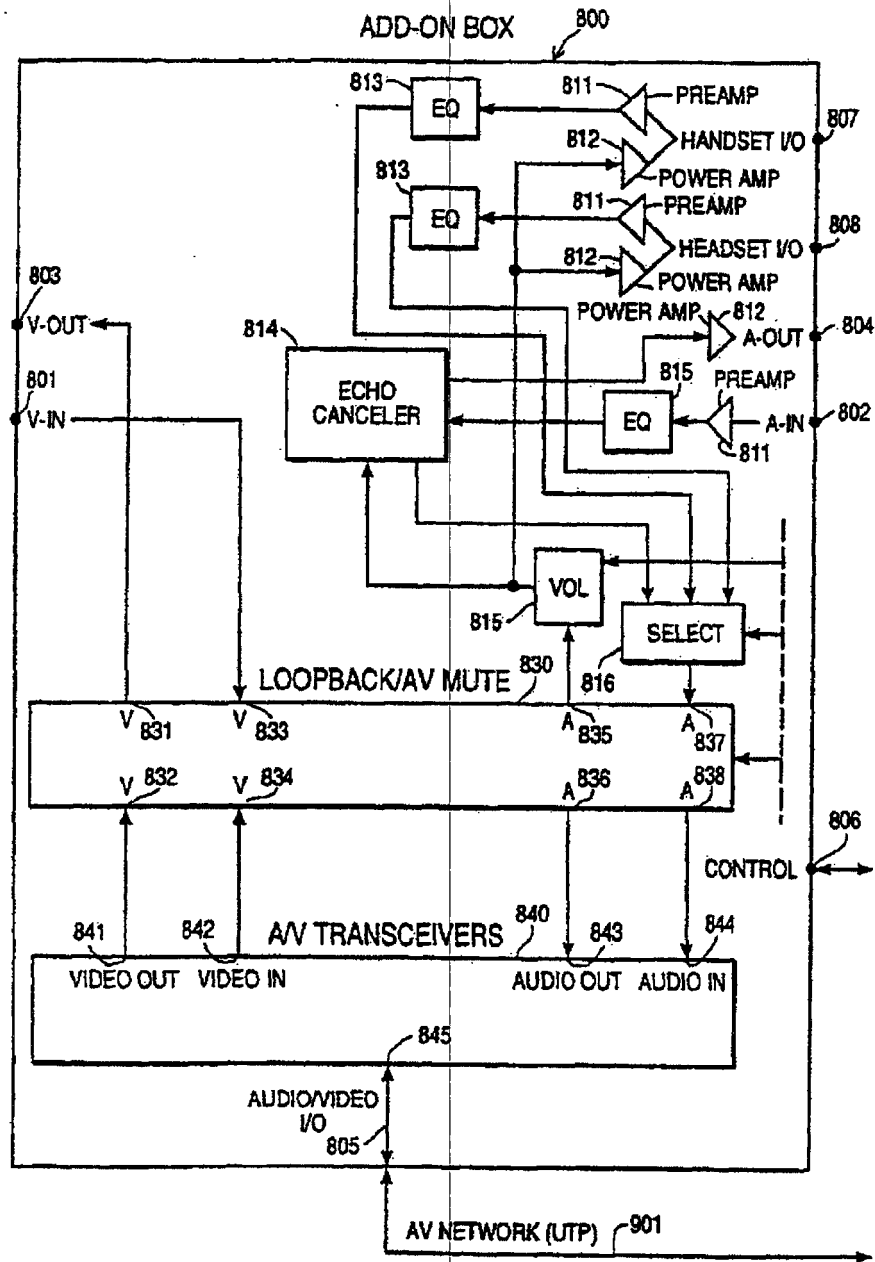 ADD-ON BOX
800
813
811
PREAMP
EQ
807
812
HANDSET I/O
POWER AMP
813
811
PREAMP
EQ
808
812
HEADSET I/O
POWER AMP
803
POWER AMP
812
V-OUT
814
A-OUT
804
801
ECHO CANCELER
815
PREAMP
V-IN
EQ
A-IN
802
811
VOL
815
SELECT
816
LOOPBACK/AV MUTE
830
V
831
V
833
A
835
A
837
V
832
V
834
A
836
A
838
806
CONTROL
841
842
A/V TRANSCEIVERS
840
843
844
VIDEO OUT
VIDEO IN
AUDIO OUT
AUDIO IN
845
AUDIO/VIDEO
I/O
805
AV NETWORK (UTP)
901